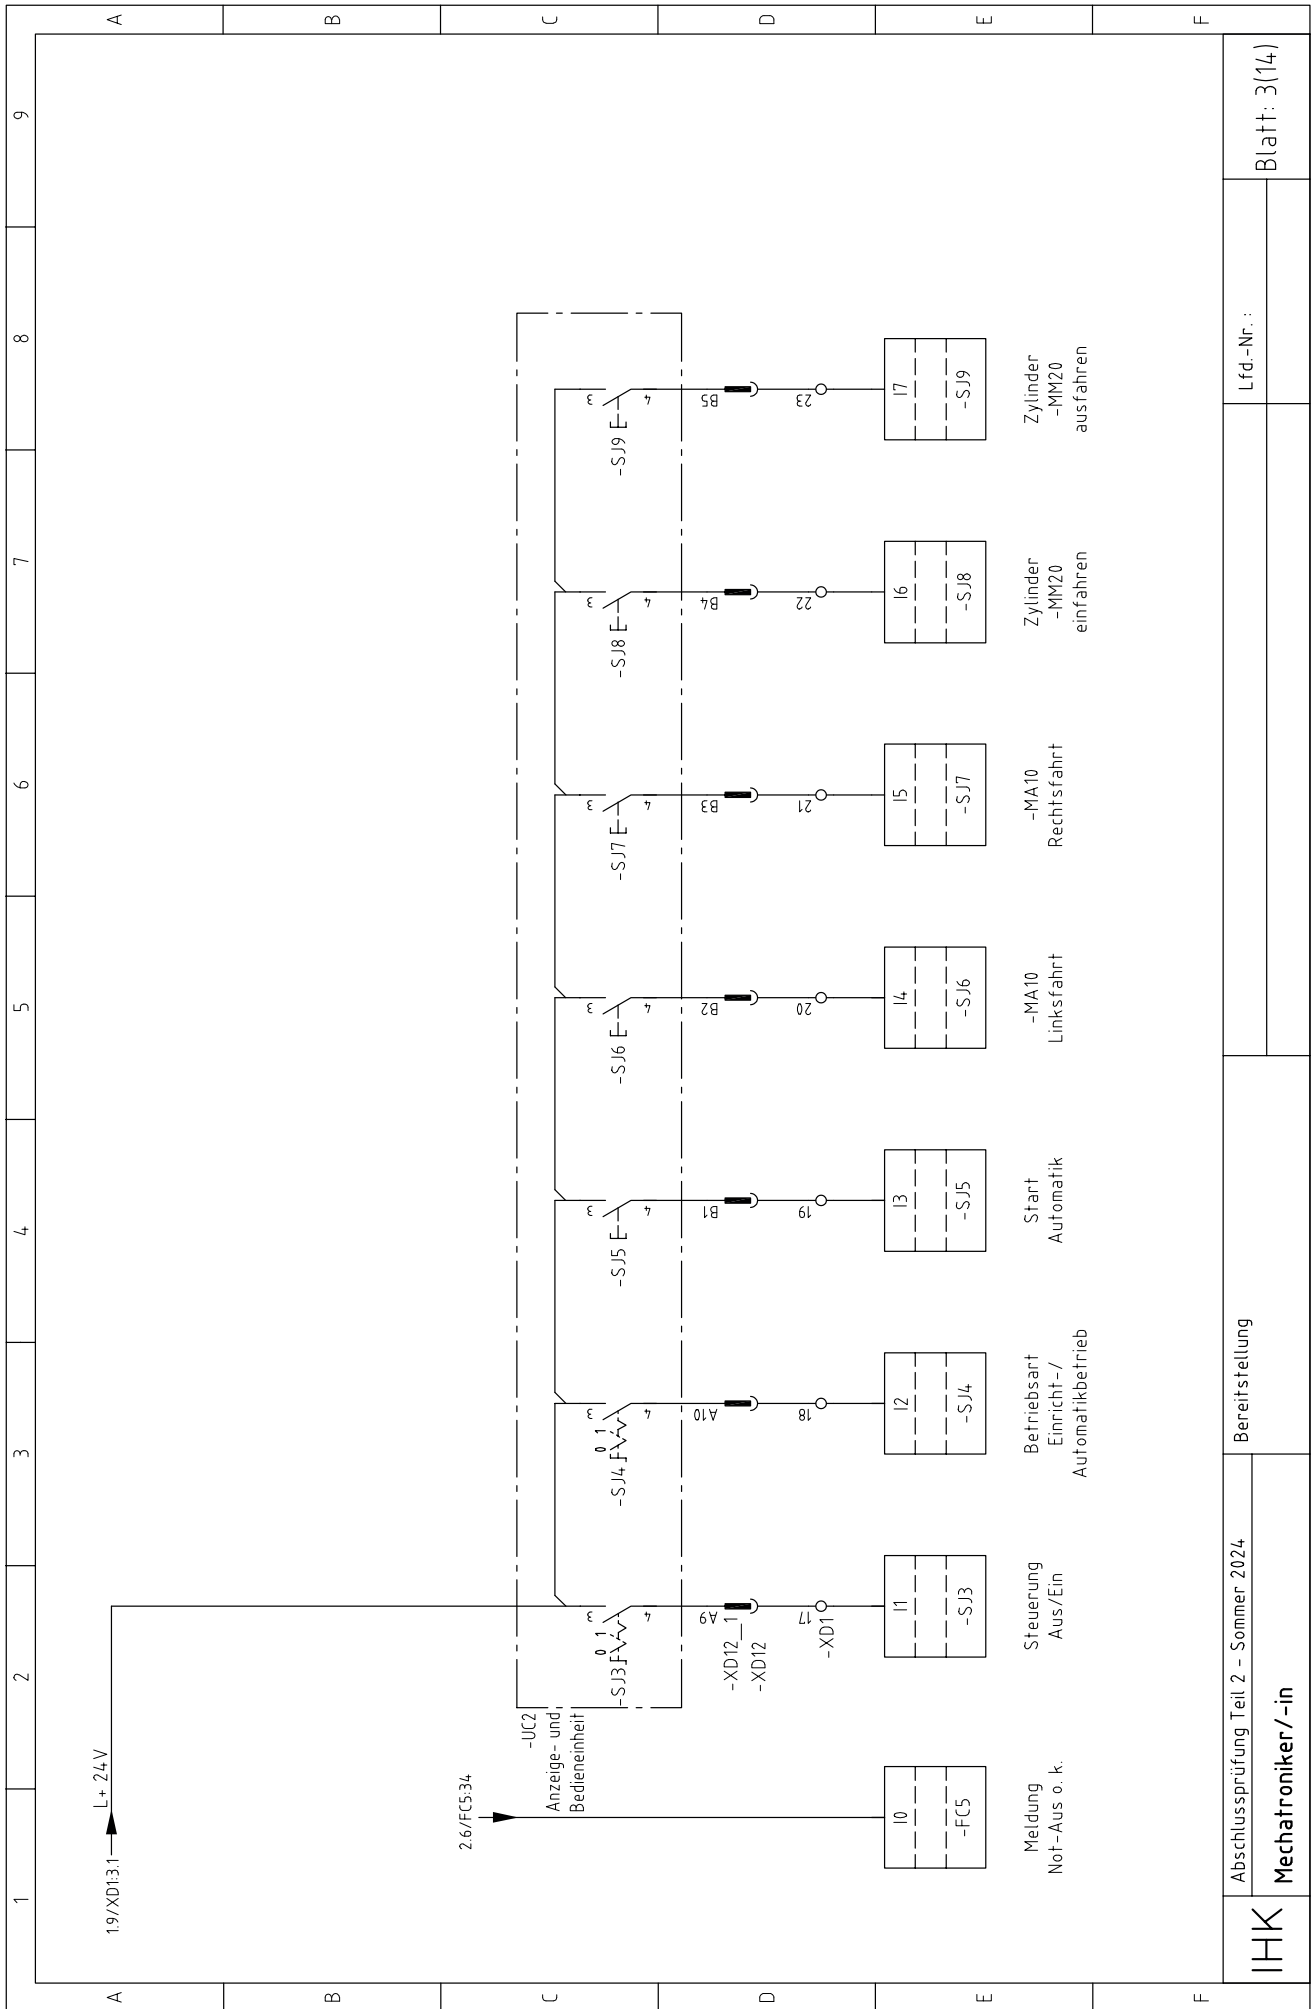 1 2 3 4 5 6 7 8 9
A
A
B
B
C
C
D
D
E
E
F
F
1.9/XD1:3.1
L+ 24V
2.6/FC5:34
-UC2
Anzeige- und
Bedieneinheit
-SJ3
0 1
3
4
-SJ4
0 1
3
4
-SJ5
3
4
-SJ6
3
4
-SJ7
3
4
-SJ8
3
4
-SJ9
3
4
-XD12_1
-XD12
A9
A10
B1
B2
B3
B4
B5
-XD1
17
18
19
20
21
22
23
I0
-FC5
I1
-SJ3
I2
-SJ4
I3
-SJ5
I4
-SJ6
I5
-SJ7
I6
-SJ8
I7
-SJ9
Meldung
Not-Aus o. k.
Steuerung
Aus/Ein
Betriebsart
Einricht-/
Automatikbetrieb
Start
Automatik
-MA10
Linksfahrt
-MA10
Rechtsfahrt
Zylinder
-MM20
einfahren
Zylinder
-MM20
ausfahren
IHK
Abschlussprüfung Teil 2 - Sommer 2024
Mechatroniker/-in
Bereitstellung
Lfd.-Nr.:
Blatt: 3(14)